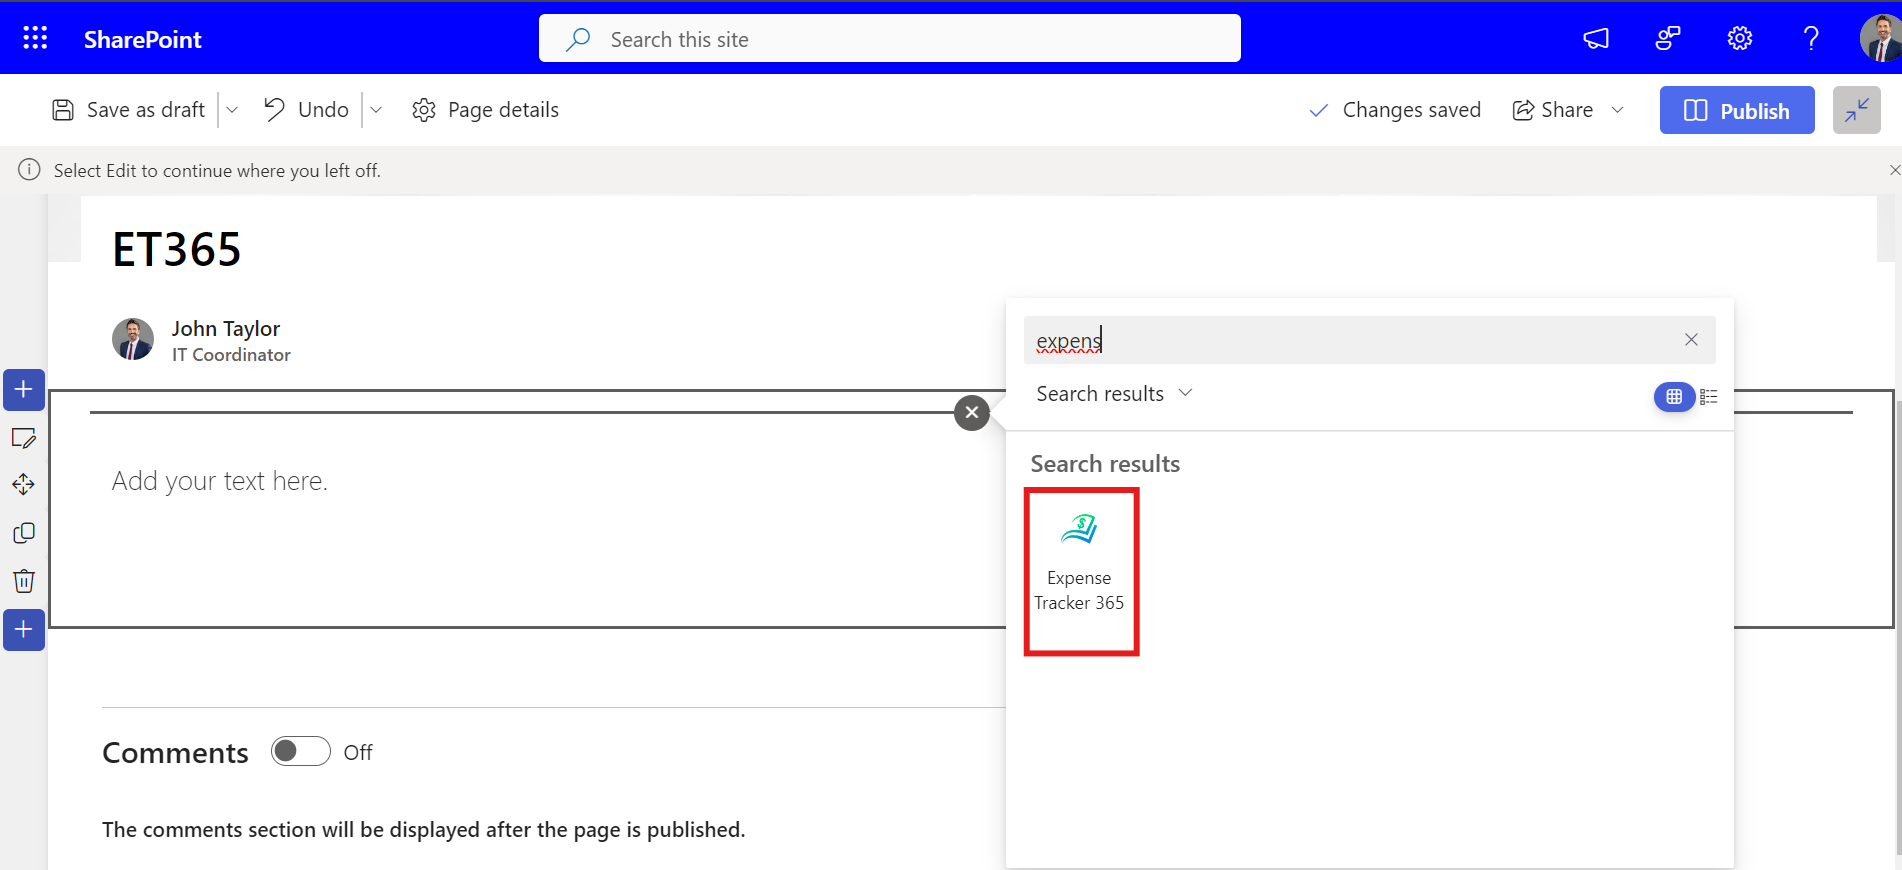 SharePoint
Search this site
Save as draft
Undo
Page details
Changes saved
Share
Publish
Select Edit to continue where you left off.
ET365
John Taylor
IT Coordinator
expens
Search results
Add your text here.
Search results
Expense
Tracker 365
Comments
Off
The comments section will be displayed after the page is published.